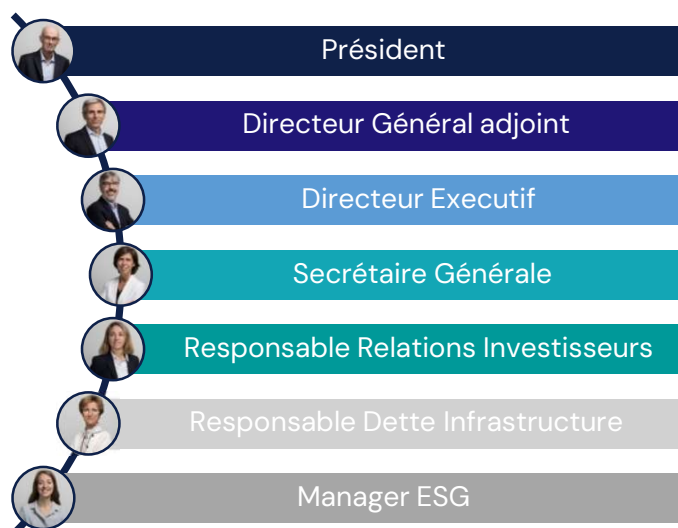 Président
Directeur Général adjoint
Directeur Executif
Secrétaire Générale
Responsable Relations Investisseurs
Responsable Dette Infrastructure
Manager ESG